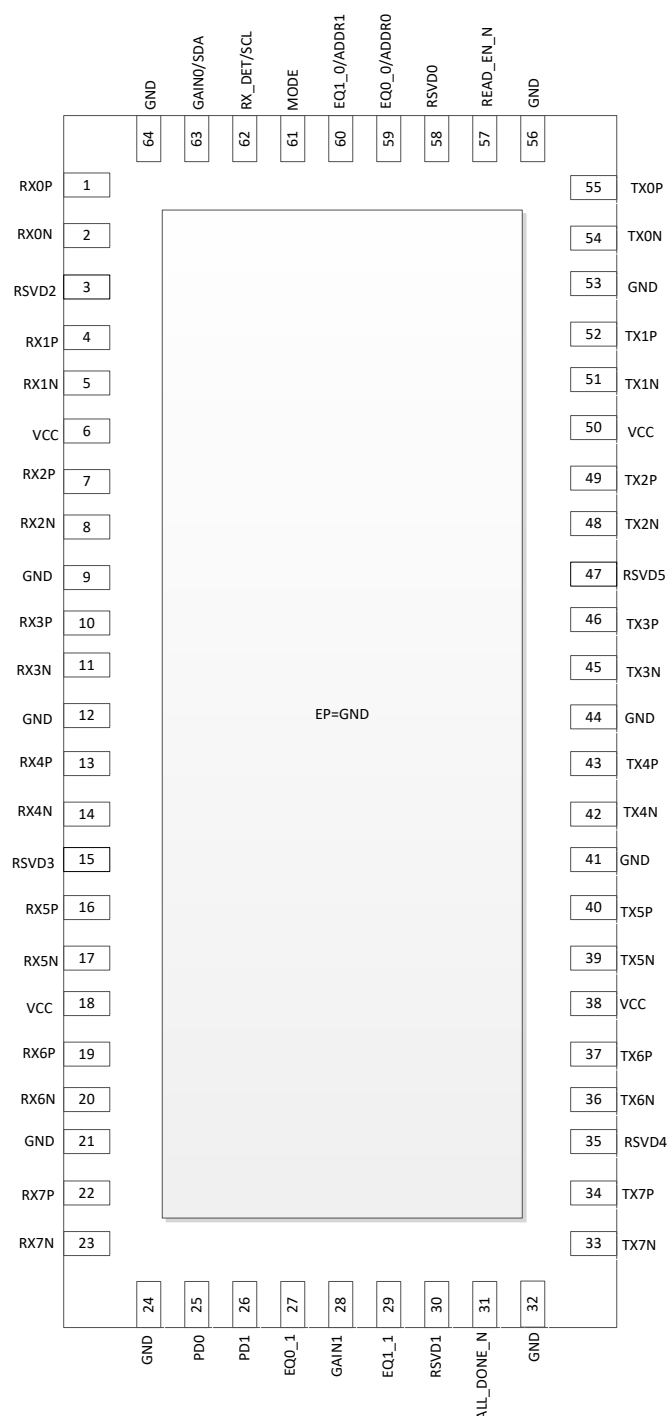 GND
GAIN0/SDA
RX_DET/SCL
MODE
EQ1_0/ADDR1
EQ0_0/ADDR0
RSVD0
READ_EN_N
GND
64
63
62
61
60
59
58
57
56
RX0P 1
55 TX0P
RX0N 2
54 TX0N
RSVD2 3
53 GND
RX1P 4
52 TX1P
RX1N 5
51 TX1N
VCC 6
50 VCC
RX2P 7
49 TX2P
RX2N 8
48 TX2N
GND 9
47 RSVD5
RX3P 10
46 TX3P
RX3N 11
45 TX3N
GND 12
EP=GND
44 GND
RX4P 13
43 TX4P
RX4N 14
42 TX4N
RSVD3 15
41 GND
RX5P 16
40 TX5P
RX5N 17
39 TX5N
VCC 18
38 VCC
RX6P 19
37 TX6P
RX6N 20
36 TX6N
GND 21
35 RSVD4
RX7P 22
34 TX7P
RX7N 23
33 TX7N
24
25
26
27
28
29
30
31
32
GND
PD0
PD1
EQ0_1
GAIN1
EQ1_1
RSVD1
ALL_DONE_N
GND